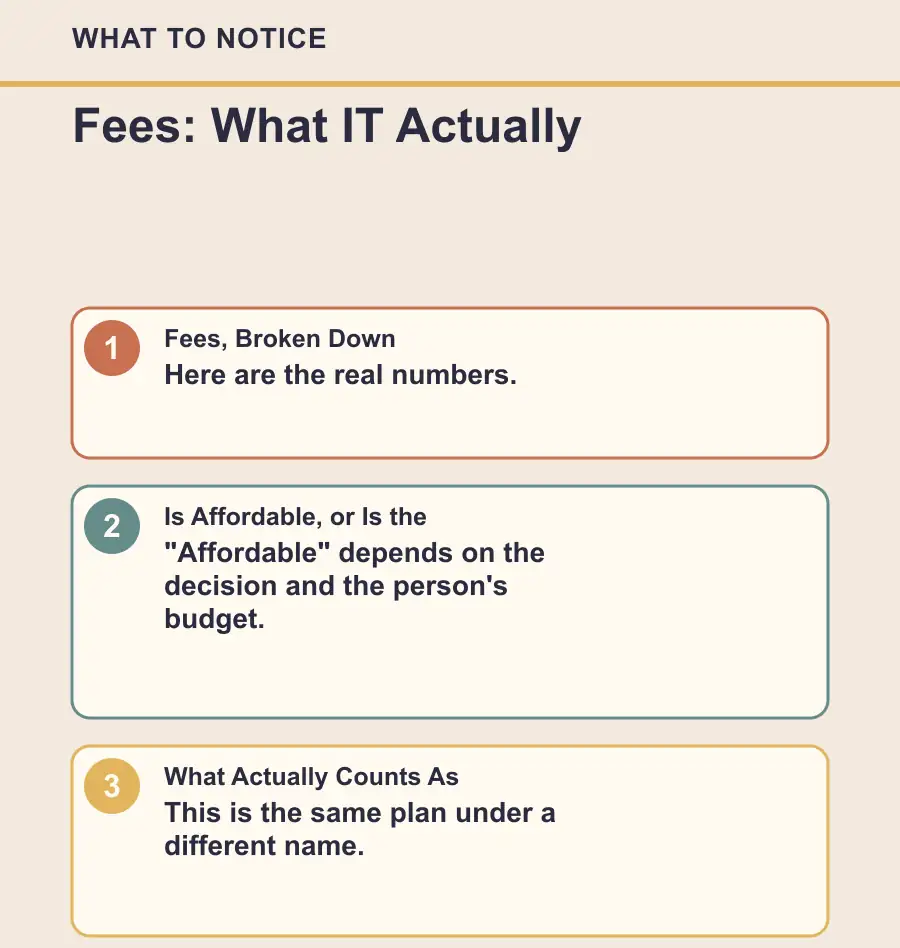 WHAT TO NOTICE
Fees: What IT Actually
1
Fees, Broken Down
Here are the real numbers.
2
Is Affordable, or Is the
"Affordable" depends on the
decision and the person's
budget.
3
What Actually Counts As
This is the same plan under a
different name.